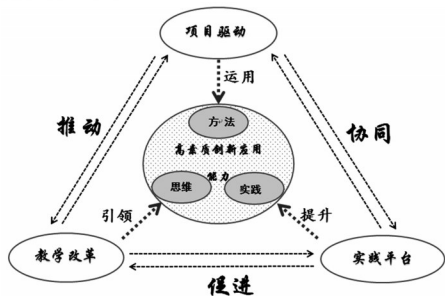 项目驱动
运用
方法
推动
协同
高素质创新应用
能力
思维
实践
引领
提升
教学改革
实践平台
促进